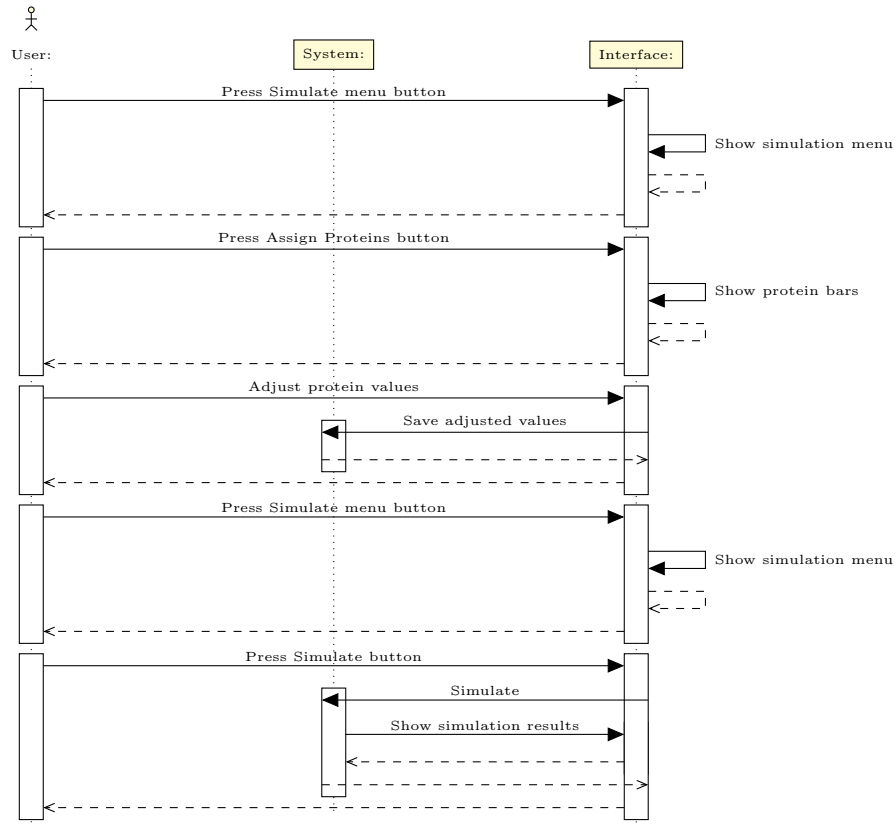 User:
System:
Interface:
Press Simulate menu button
Show simulation menu
Press Assign Proteins button
Show protein bars
Adjust protein values
Save adjusted values
Press Simulate menu button
Show simulation menu
Press Simulate button
Simulate
Show simulation results